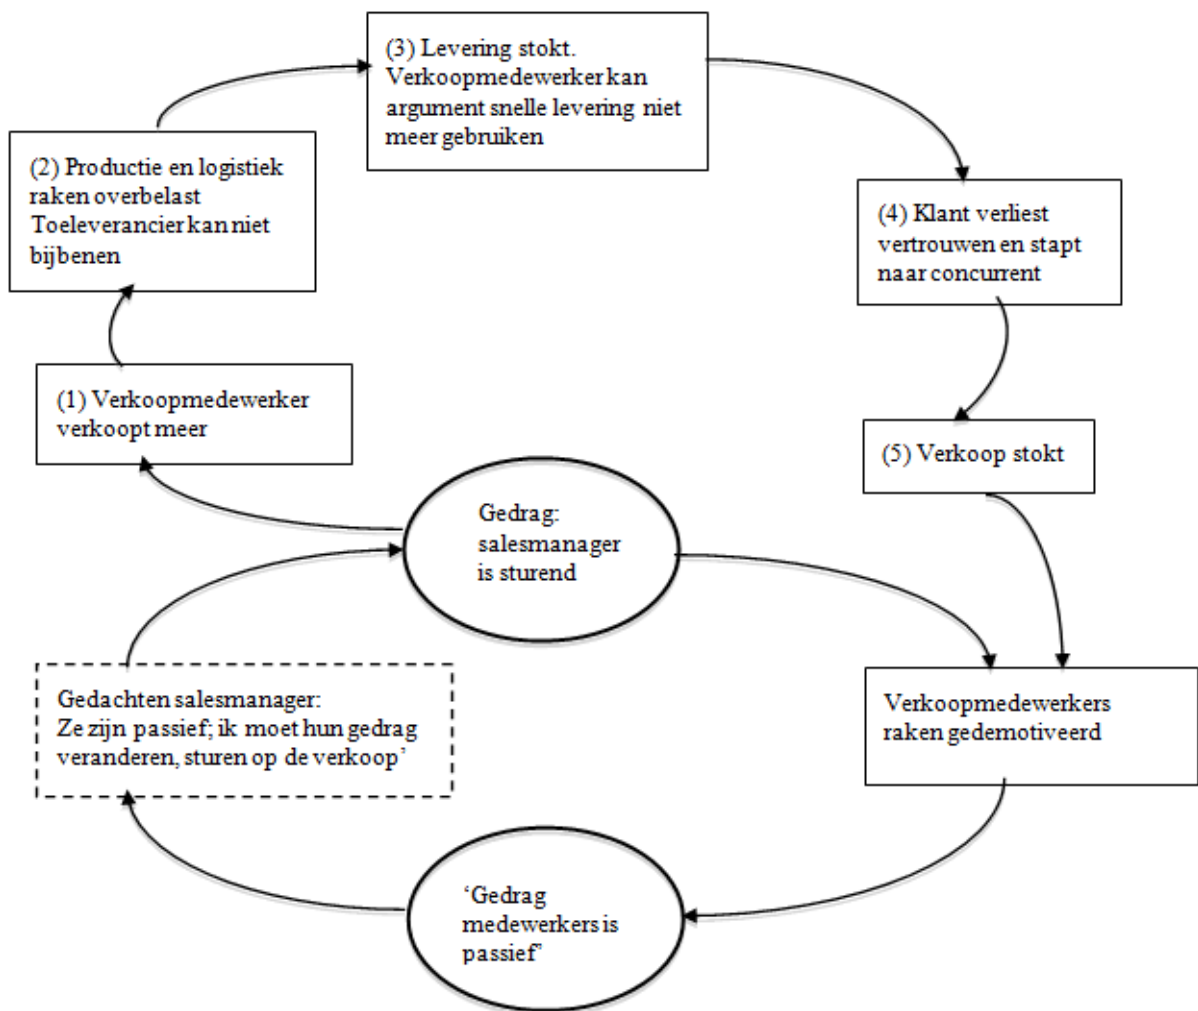 (3) Levering stokt.
Verkoopmedewerker kan
argument snelle levering niet
meer gebruiken
(2) Productie en logistiek
raken overbelast
Toeleverancier kan niet
bijbenen
(4) Klant verliest
vertrouwen en stapt
naar concurrent
(1) Verkoopmedewerker
verkoopt meer
(5) Verkoop stokt
Gedrag:
salesmanager
is sturend
Gedachten salesmanager:
Ze zijn passief; ik moet hun gedrag
veranderen, sturen op de verkoop’
Verkoopmedewerkers
raken gedemotiveerd
‘Gedrag
medewerkers is
passief’